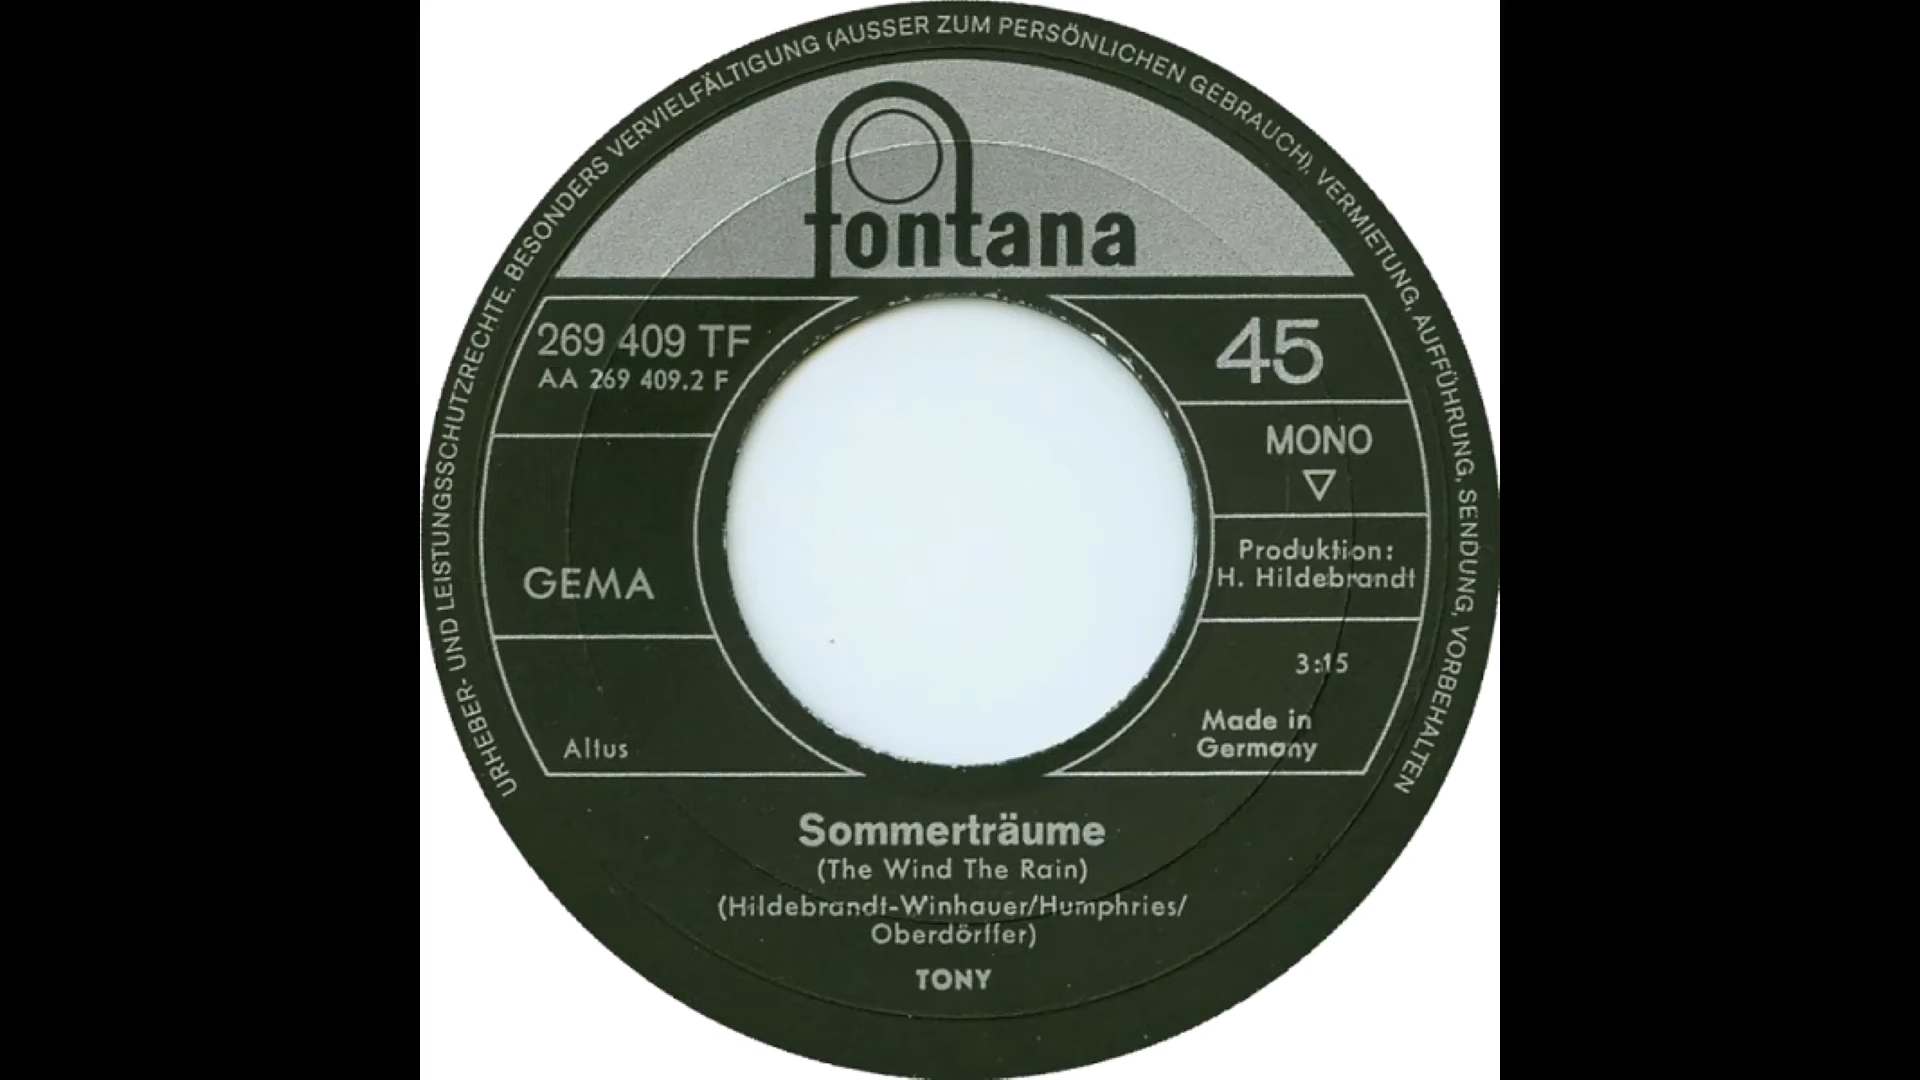 URHEBER- UND LEISTUNGSSCHUTZRECHTE, BESONDERS VERVIELFÄLTIGUNG (AUSSER ZUM PERSÖNLICHEN GEBRAUCH), VERMIETUNG, AUFFÜHRUNG, SENDUNG, VORBEHALTEN
fontana
269 409 TF
AA 269 409.2 F
45
MONO
GEMA
Produktion:
H. Hildebrandt
3:15
Altus
Made in
Germany
Sommerträume
(The Wind The Rain)
(Hildebrandt-Winhauer/Humphries/
Oberdörffer)
TONY